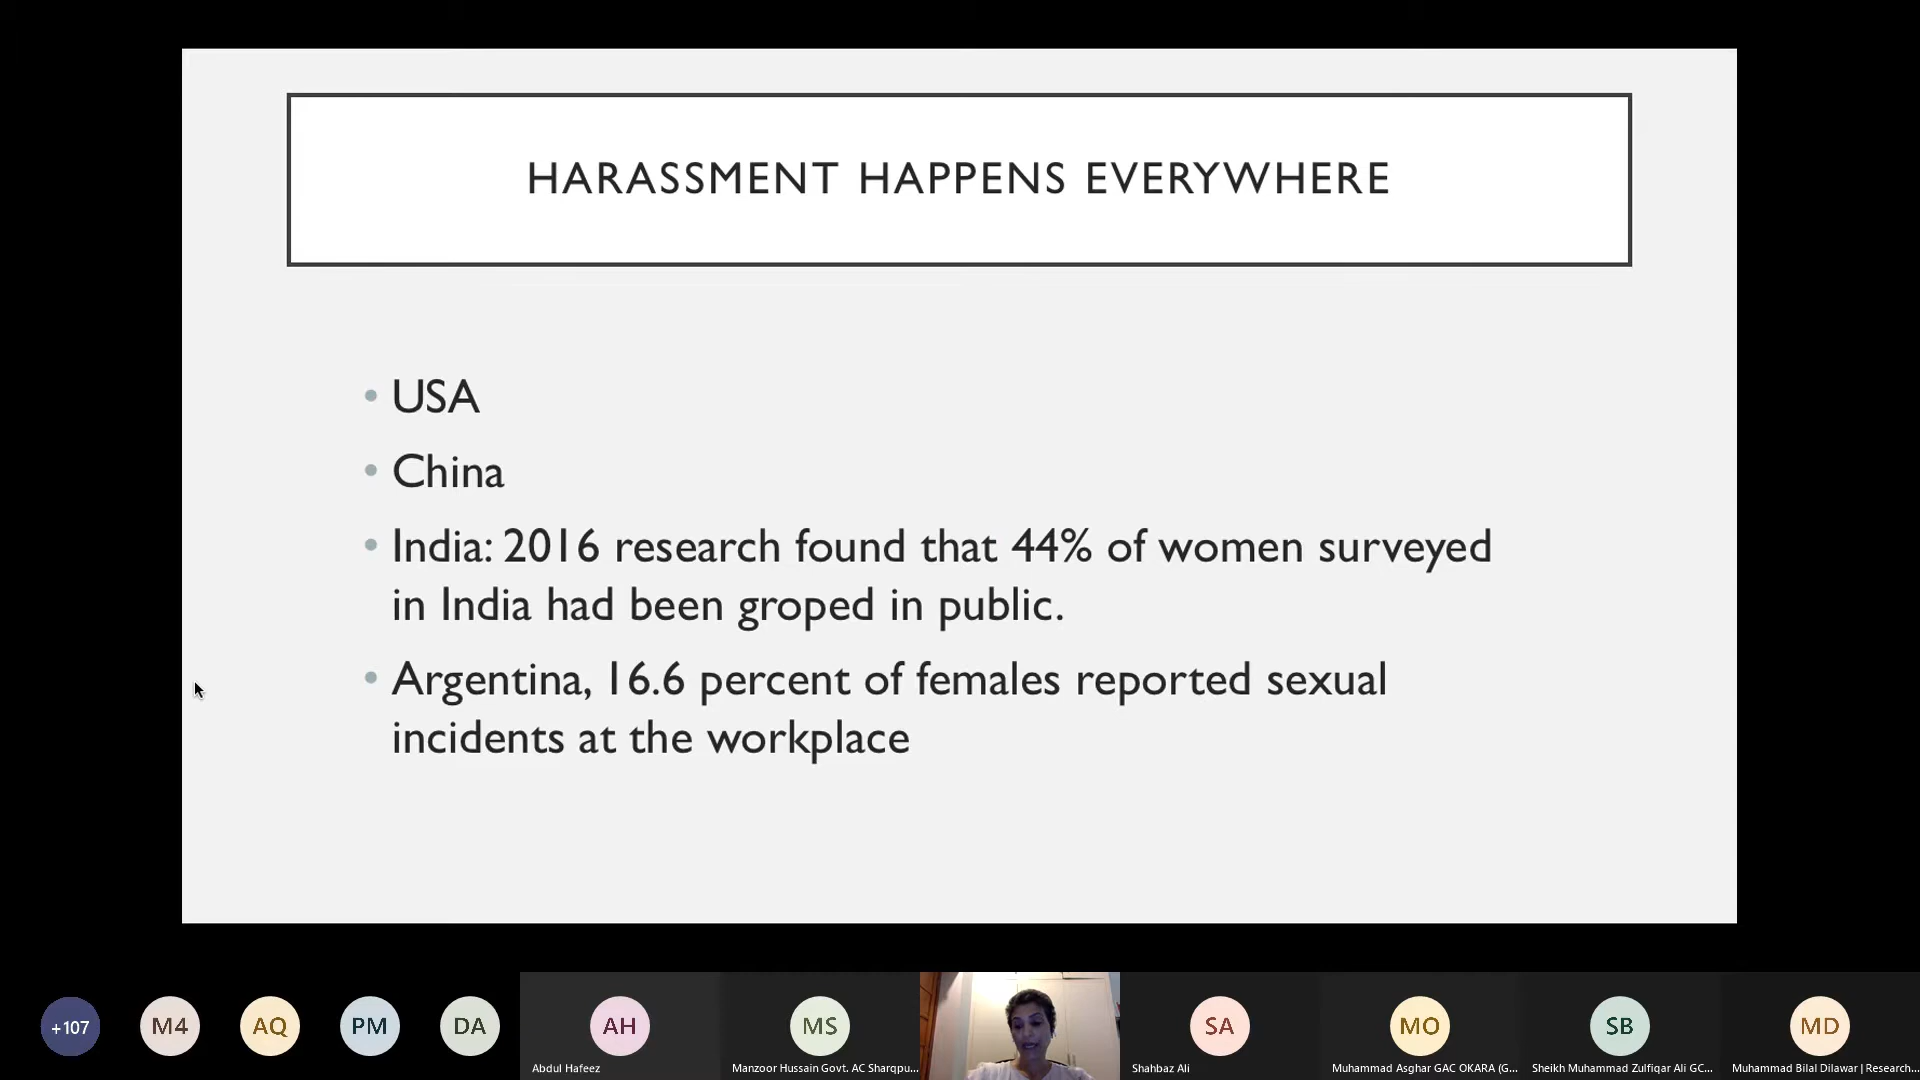 HARASSMENT HAPPENS EVERYWHERE
• USA
• China
• India: 2016 research found that 44% of women surveyed
in India had been groped in public.
• Argentina, 16.6 percent of females reported sexual
incidents at the workplace
+107
M4
AQ
PM
DA
AH
MS
SA
MO
SB
MD
Abdul Hafeez
Manzoor Hussain Govt. AC Sharqpu...
Shahbaz Ali
Muhammad Asghar GAC OKARA (G...
Sheikh Muhammad Zulfiqar Ali GC...
Muhammad Bilal Dilawar | Research...